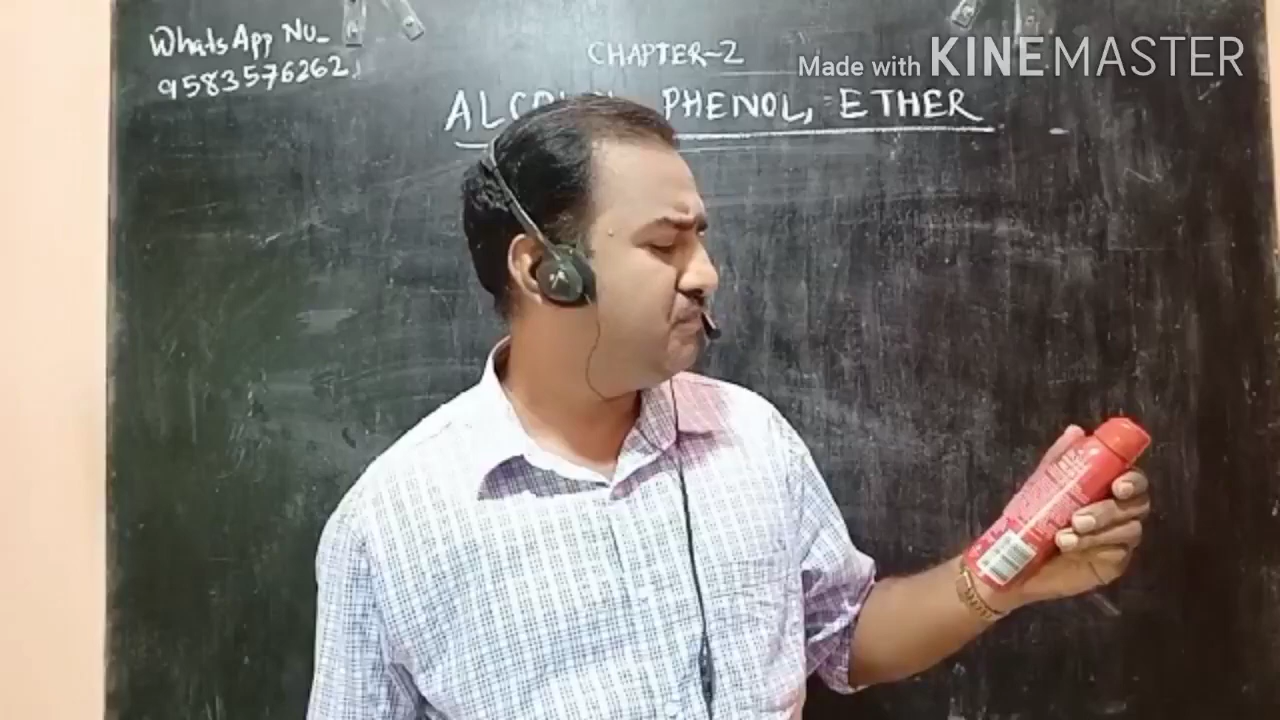 WhatsApp NU_
9583576262
CHAPTER-2
Made with KINEMASTER
PHENOL, ETHER